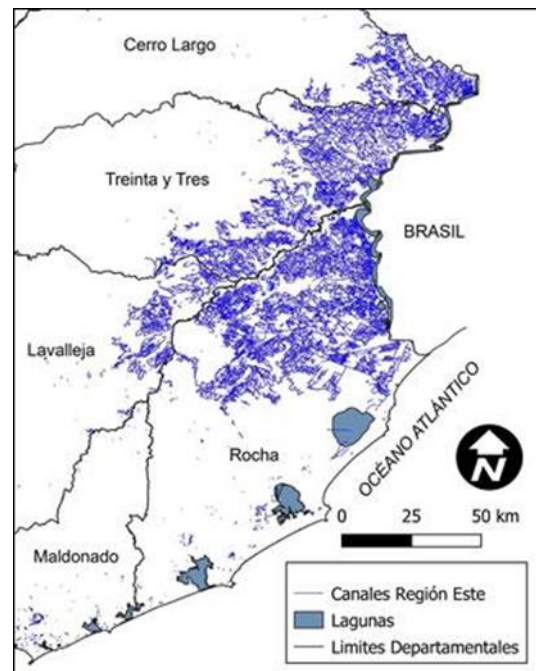 Cerro Largo
Treinta y Tres
BRASIL
Lavalleja
OCÉANO ATLÁNTICO
Rocha
N
0 25 50 km
Maldonado
Canales Región Este
Lagunas
Limites Departamentales